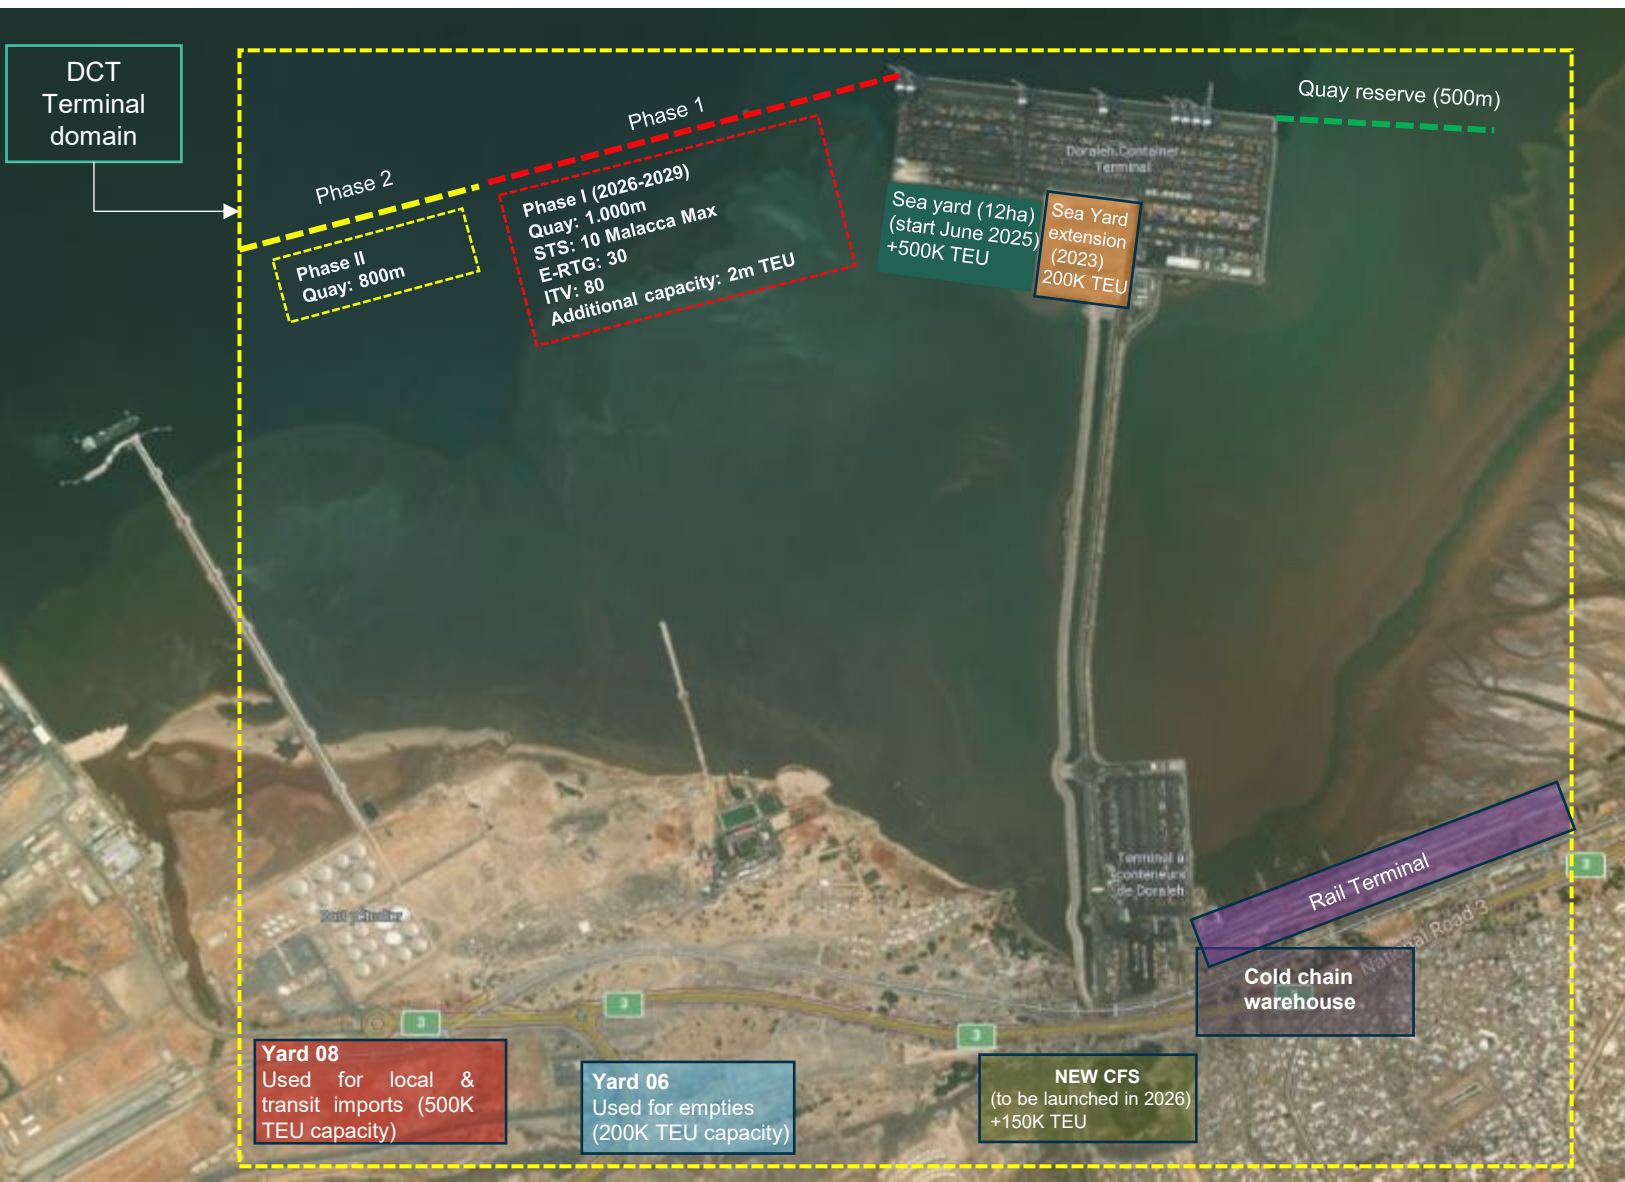 DCT
Terminal
domain
Phase 2
Phase 1
Quay reserve (500m)
Phase II
Quay: 800m
Phase I (2026-2029)
Quay: 1.000m
STS: 10 Malacca Max
E-RTG: 30
ITV: 80
Additional capacity: 2m TEU
Doraleh Container
Terminal
Sea yard (12ha)
(start June 2025)
+500K TEU
Sea Yard
extension
(2023)
200K TEU
Terminal à
conteneurs
de Doraleh
Rail Terminal
3
National Road 3
Cold chain
warehouse
3
3
3
Yard 08
Used for local &
transit imports (500K
TEU capacity)
Yard 06
Used for empties
(200K TEU capacity)
NEW CFS
(to be launched in 2026)
+150K TEU